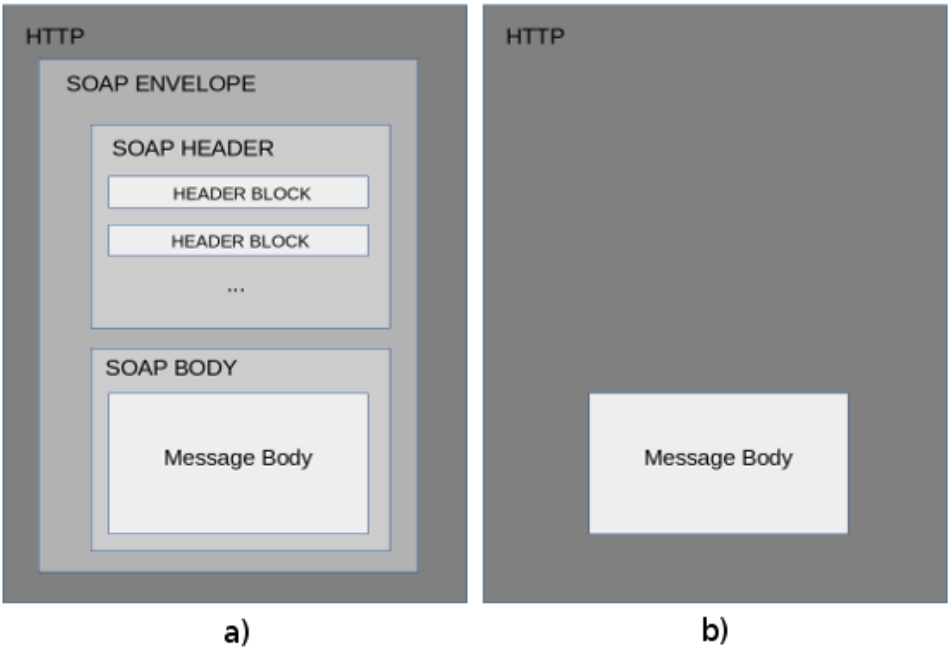 HTTP
SOAP ENVELOPE
SOAP HEADER
HEADER BLOCK
HEADER BLOCK
...
SOAP BODY
Message Body
a)
HTTP
Message Body
b)